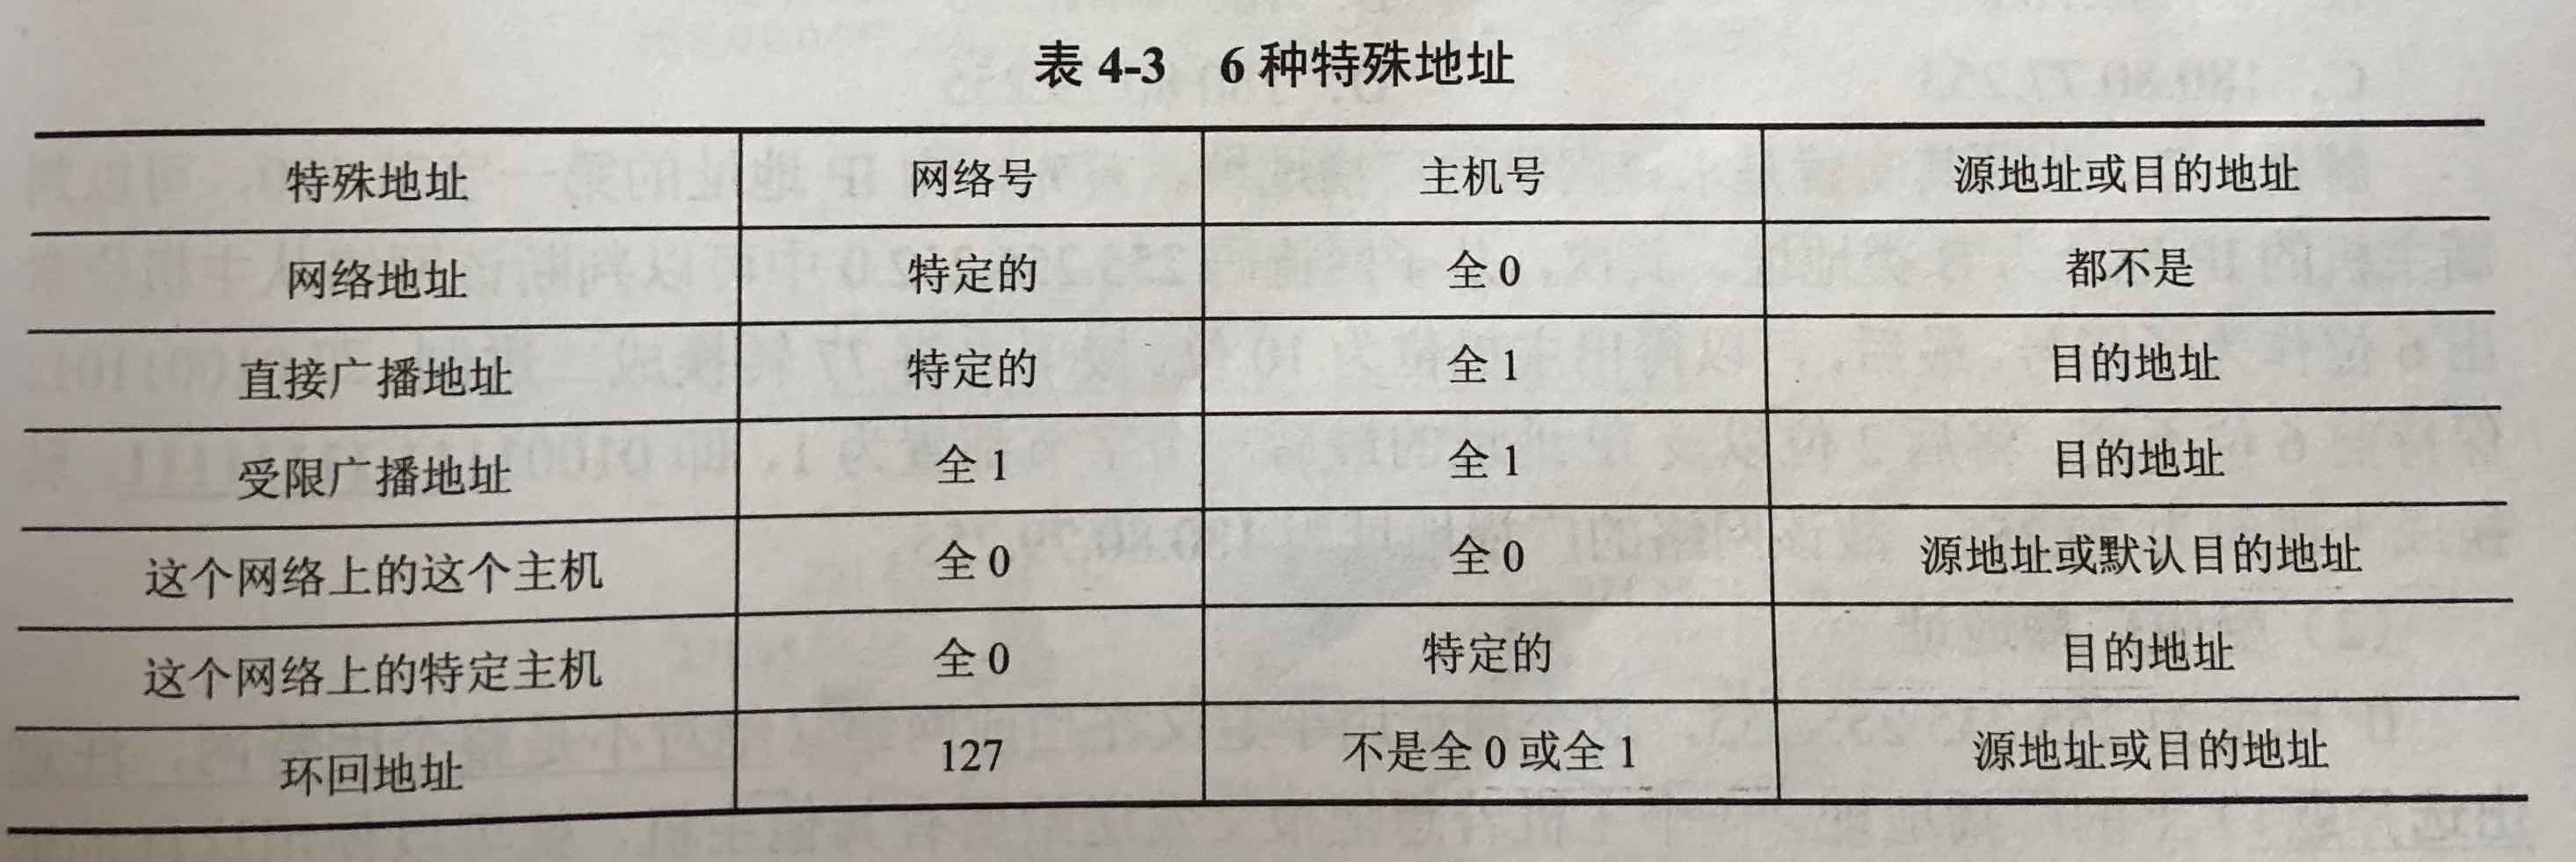 表 4-3 6 种特殊地址
特殊地址 网络号 主机号 源地址或目的地址
网络地址 特定的 全 0 都不是
直接广播地址 特定的 全 1 目的地址
受限广播地址 全 1 全 1 目的地址
这个网络上的这个主机 全 0 全 0 源地址或默认目的地址
这个网络上的特定主机 全 0 特定的 目的地址
环回地址 127 不是全 0 或全 1 源地址或目的地址